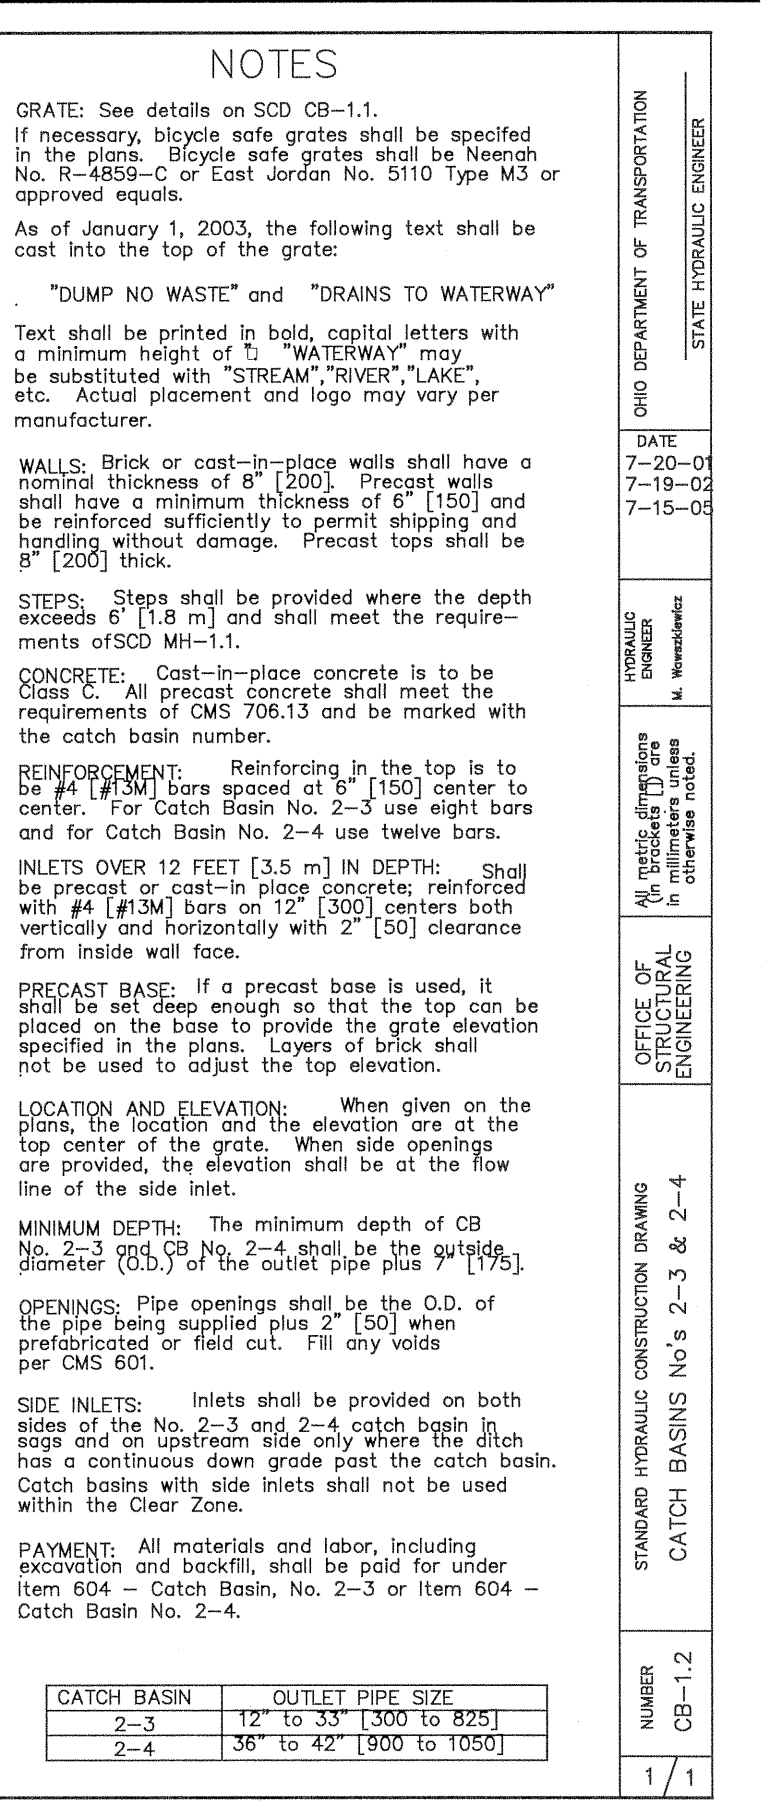 NOTES
GRATE: See details on SCD CB-1.1.
If necessary, bicycle safe grates shall be specifed
in the plans. Bicycle safe grates shall be Neenah
No. R-4859-C or East Jordan No. 5110 Type M3 or
approved equals.
As of January 1, 2003, the following text shall be
cast into the top of the grate:
"DUMP NO WASTE" and "DRAINS TO WATERWAY"
Text shall be printed in bold, capital letters with
a minimum height of "WATERWAY" may
be substituted with "STREAM","RIVER","LAKE",
etc. Actual placement and logo may vary per
manufacturer.
WALLS: Brick or cast-in-place walls shall have a
nominal thickness of 8" [200]. Precast walls
shall have a minimum thickness of 6" [150] and
be reinforced sufficiently to permit shipping and
handling without damage. Precast tops shall be
8" [200] thick.
STEPS: Steps shall be provided where the depth
exceeds 6' [1.8 m] and shall meet the require-
ments ofSCD MH-1.1.
CONCRETE: Cast-in-place concrete is to be
Class C. All precast concrete shall meet the
requirements of CMS 706.13 and be marked with
the catch basin number.
REINFORCEMENT: Reinforcing in the top is to
be #4 [#13M] bars spaced at 6" [150] center to
center. For Catch Basin No. 2-3 use eight bars
and for Catch Basin No. 2-4 use twelve bars.
INLETS OVER 12 FEET [3.5 m] IN DEPTH: Shall
be precast or cast-in place concrete; reinforced
with #4 [#13M] bars on 12" [300] centers both
vertically and horizontally with 2" [50] clearance
from inside wall face.
PRECAST BASE: If a precast base is used, it
shall be set deep enough so that the top can be
placed on the base to provide the grate elevation
specified in the plans. Layers of brick shall
not be used to adjust the top elevation.
LOCATION AND ELEVATION: When given on the
plans, the location and the elevation are at the
top center of the grate. When side openings
are provided, the elevation shall be at the flow
line of the side inlet.
MINIMUM DEPTH: The minimum depth of CB
No. 2-3 and CB No. 2-4 shall be the outside
diameter (O.D.) of the outlet pipe plus 7" [175].
OPENINGS: Pipe openings shall be the O.D. of
the pipe being supplied plus 2" [50] when
prefabricated or field cut. Fill any voids
per CMS 601.
SIDE INLETS: Inlets shall be provided on both
sides of the No. 2-3 and 2-4 catch basin in
sags and on upstream side only where the ditch
has a continuous down grade past the catch basin.
Catch basins with side inlets shall not be used
within the Clear Zone.
PAYMENT: All materials and labor, including
excavation and backfill, shall be paid for under
Item 604 - Catch Basin, No. 2-3 or Item 604 -
Catch Basin No. 2-4.
CATCH BASIN OUTLET PIPE SIZE
2-3 12" to 33" [300 to 825]
2-4 36" to 42" [900 to 1050]
OHIO DEPARTMENT OF TRANSPORTATION
STATE HYDRAULIC ENGINEER
DATE
7-20-01
7-19-02
7-15-05
HYDRAULIC
ENGINEER
M. Wawszkiewicz
All metric dimensions
(in brackets [ ]) are
in millimeters unless
otherwise noted.
OFFICE OF
STRUCTURAL
ENGINEERING
STANDARD HYDRAULIC CONSTRUCTION DRAWING
CATCH BASINS No's 2-3 & 2-4
NUMBER
CB-1.2
1/1